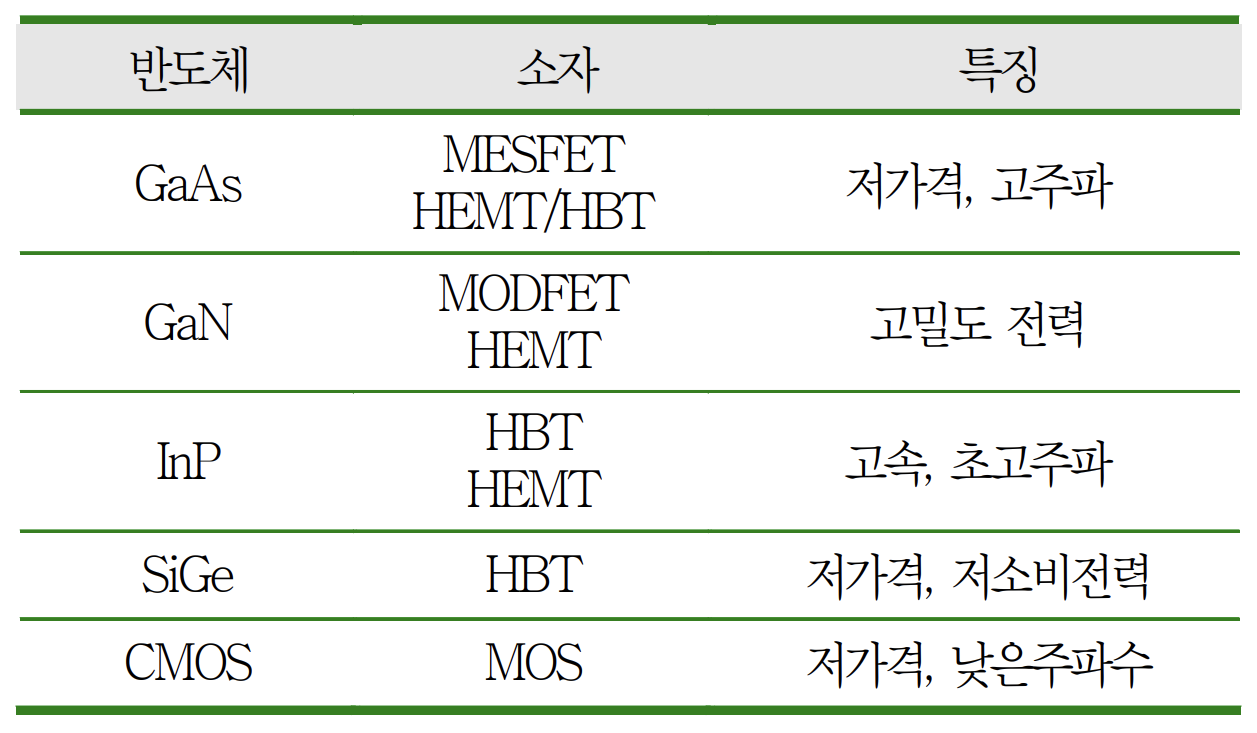 반도체 소자 특징
GaAs MESFET
HEMT/HBT 저가격, 고주파
GaN MODFET
HEMT 고밀도 전력
InP HBT
HEMT 고속, 초고주파
SiGe HBT 저가격, 저소비전력
CMOS MOS 저가격, 낮은주파수